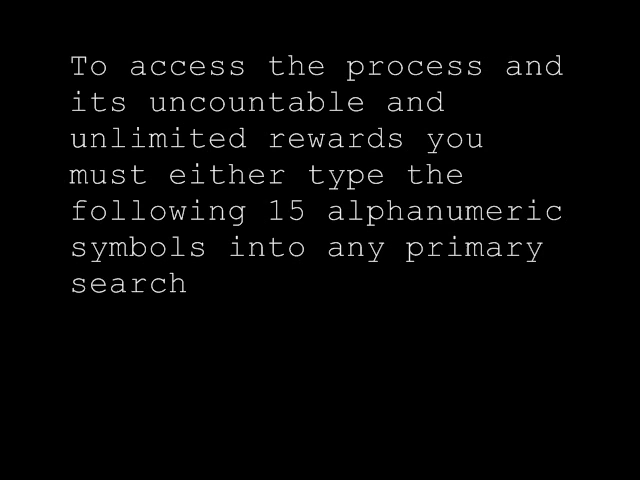 To access the process and
its uncountable and
unlimited rewards you
must either type the
following 15 alphanumeric
symbols into any primary
search